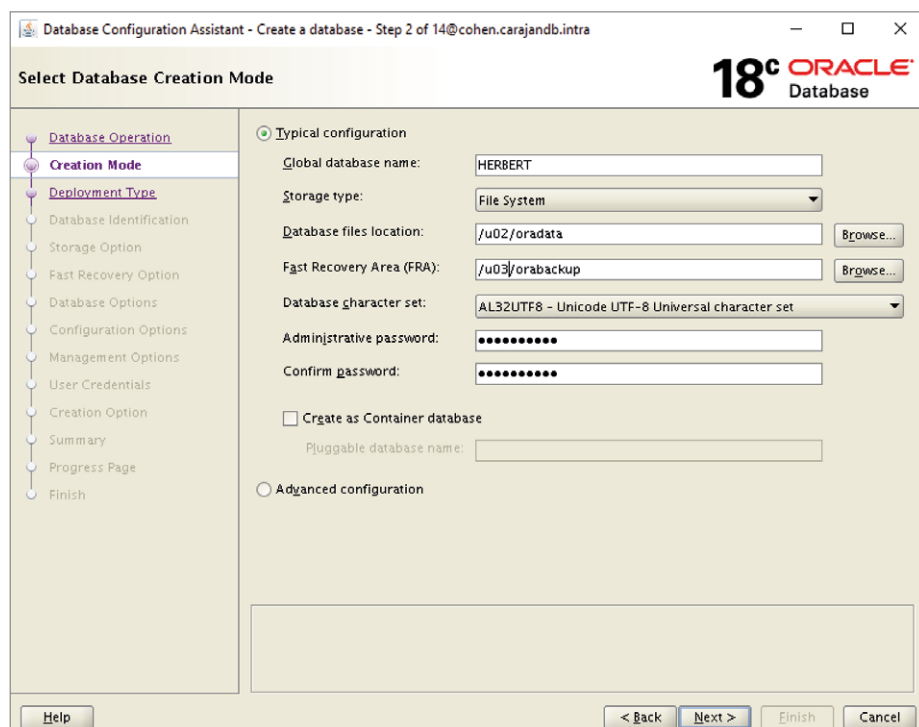 Database Configuration Assistant - Create a database - Step 2 of 14@cohen.carajandb.intra
Select Database Creation Mode
18c ORACLE Database
Database Operation
Creation Mode
Deployment Type
Database Identification
Storage Option
Fast Recovery Option
Database Options
Configuration Options
Management Options
User Credentials
Creation Option
Summary
Progress Page
Finish
Typical configuration
Global database name: HERBERT
Storage type: File System
Database files location: /u02/oradata Browse...
Fast Recovery Area (FRA): /u03/orabackup Browse...
Database character set: AL32UTF8 - Unicode UTF-8 Universal character set
Administrative password: ••••••••••
Confirm password: ••••••••••
Create as Container database
Pluggable database name:
Advanced configuration
Help < Back Next > Finish Cancel